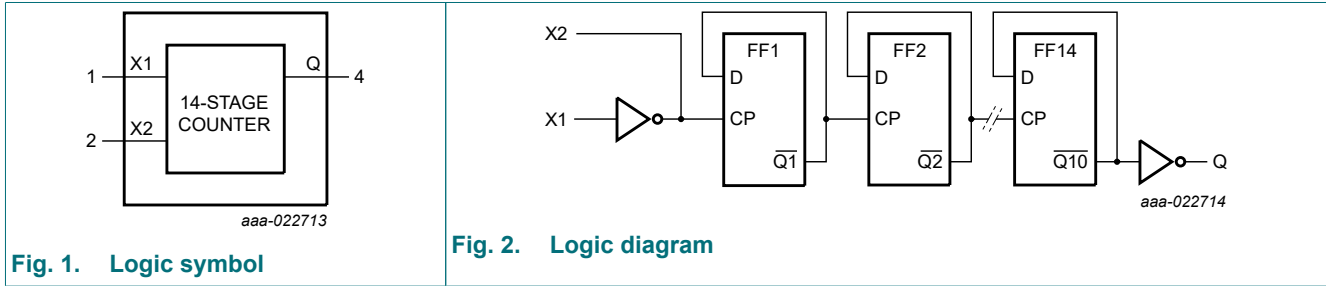 1
X1
Q
4
14-STAGE
COUNTER
2
X2
aaa-022713
Fig. 1. Logic symbol
X2
X1
FF1
D
CP
Q1
FF2
D
CP
Q2
FF14
D
CP
Q10
Q
aaa-022714
Fig. 2. Logic diagram